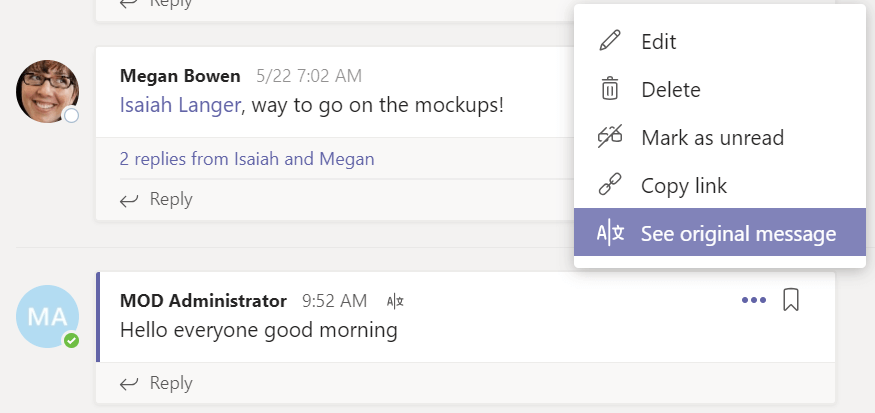 Reply
Megan Bowen 5/22 7:02 AM
Isaiah Langer, way to go on the mockups!
2 replies from Isaiah and Megan
Reply
Edit
Delete
Mark as unread
Copy link
A|文 See original message
MA
MOD Administrator 9:52 AM A|文
Hello everyone good morning
Reply